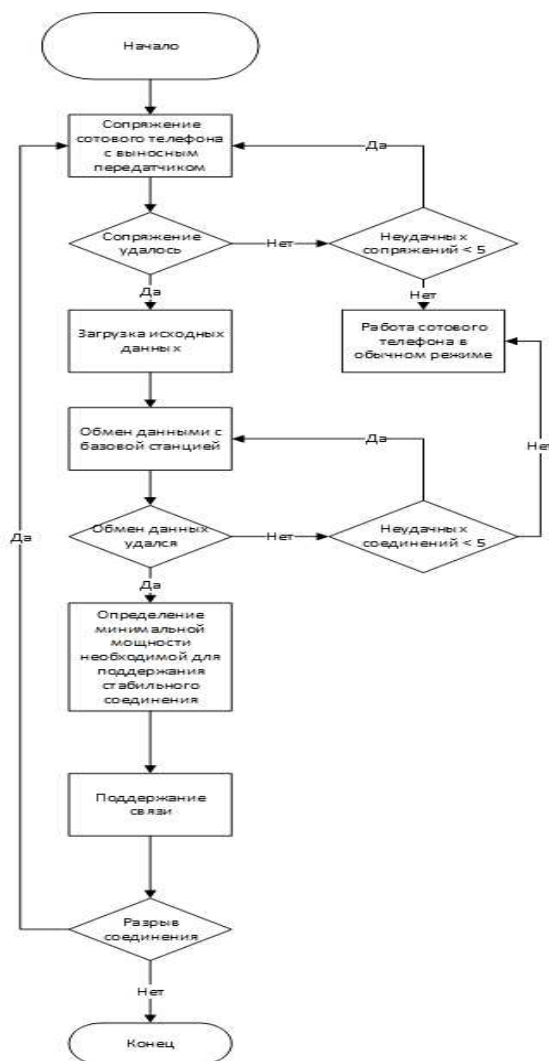 Начало
Сопряжение
сотового телефона
с выносным
передатчиком
Да
Сопряжение
удалось
Нет
Неудачных
сопряжений < 5
Да
Нет
Загрузка исходных
данных
Работа сотового
телефона в
обычном режиме
Обмен данными с
базовой станцией
Да
Нет
Да
Обмен данных
удался
Нет
Неудачных
соединений < 5
Да
Определение
минимальной
мощности
необходимой для
поддержания
стабильного
соединения
Поддержание
связи
Разрыв
соединения
Нет
Конец